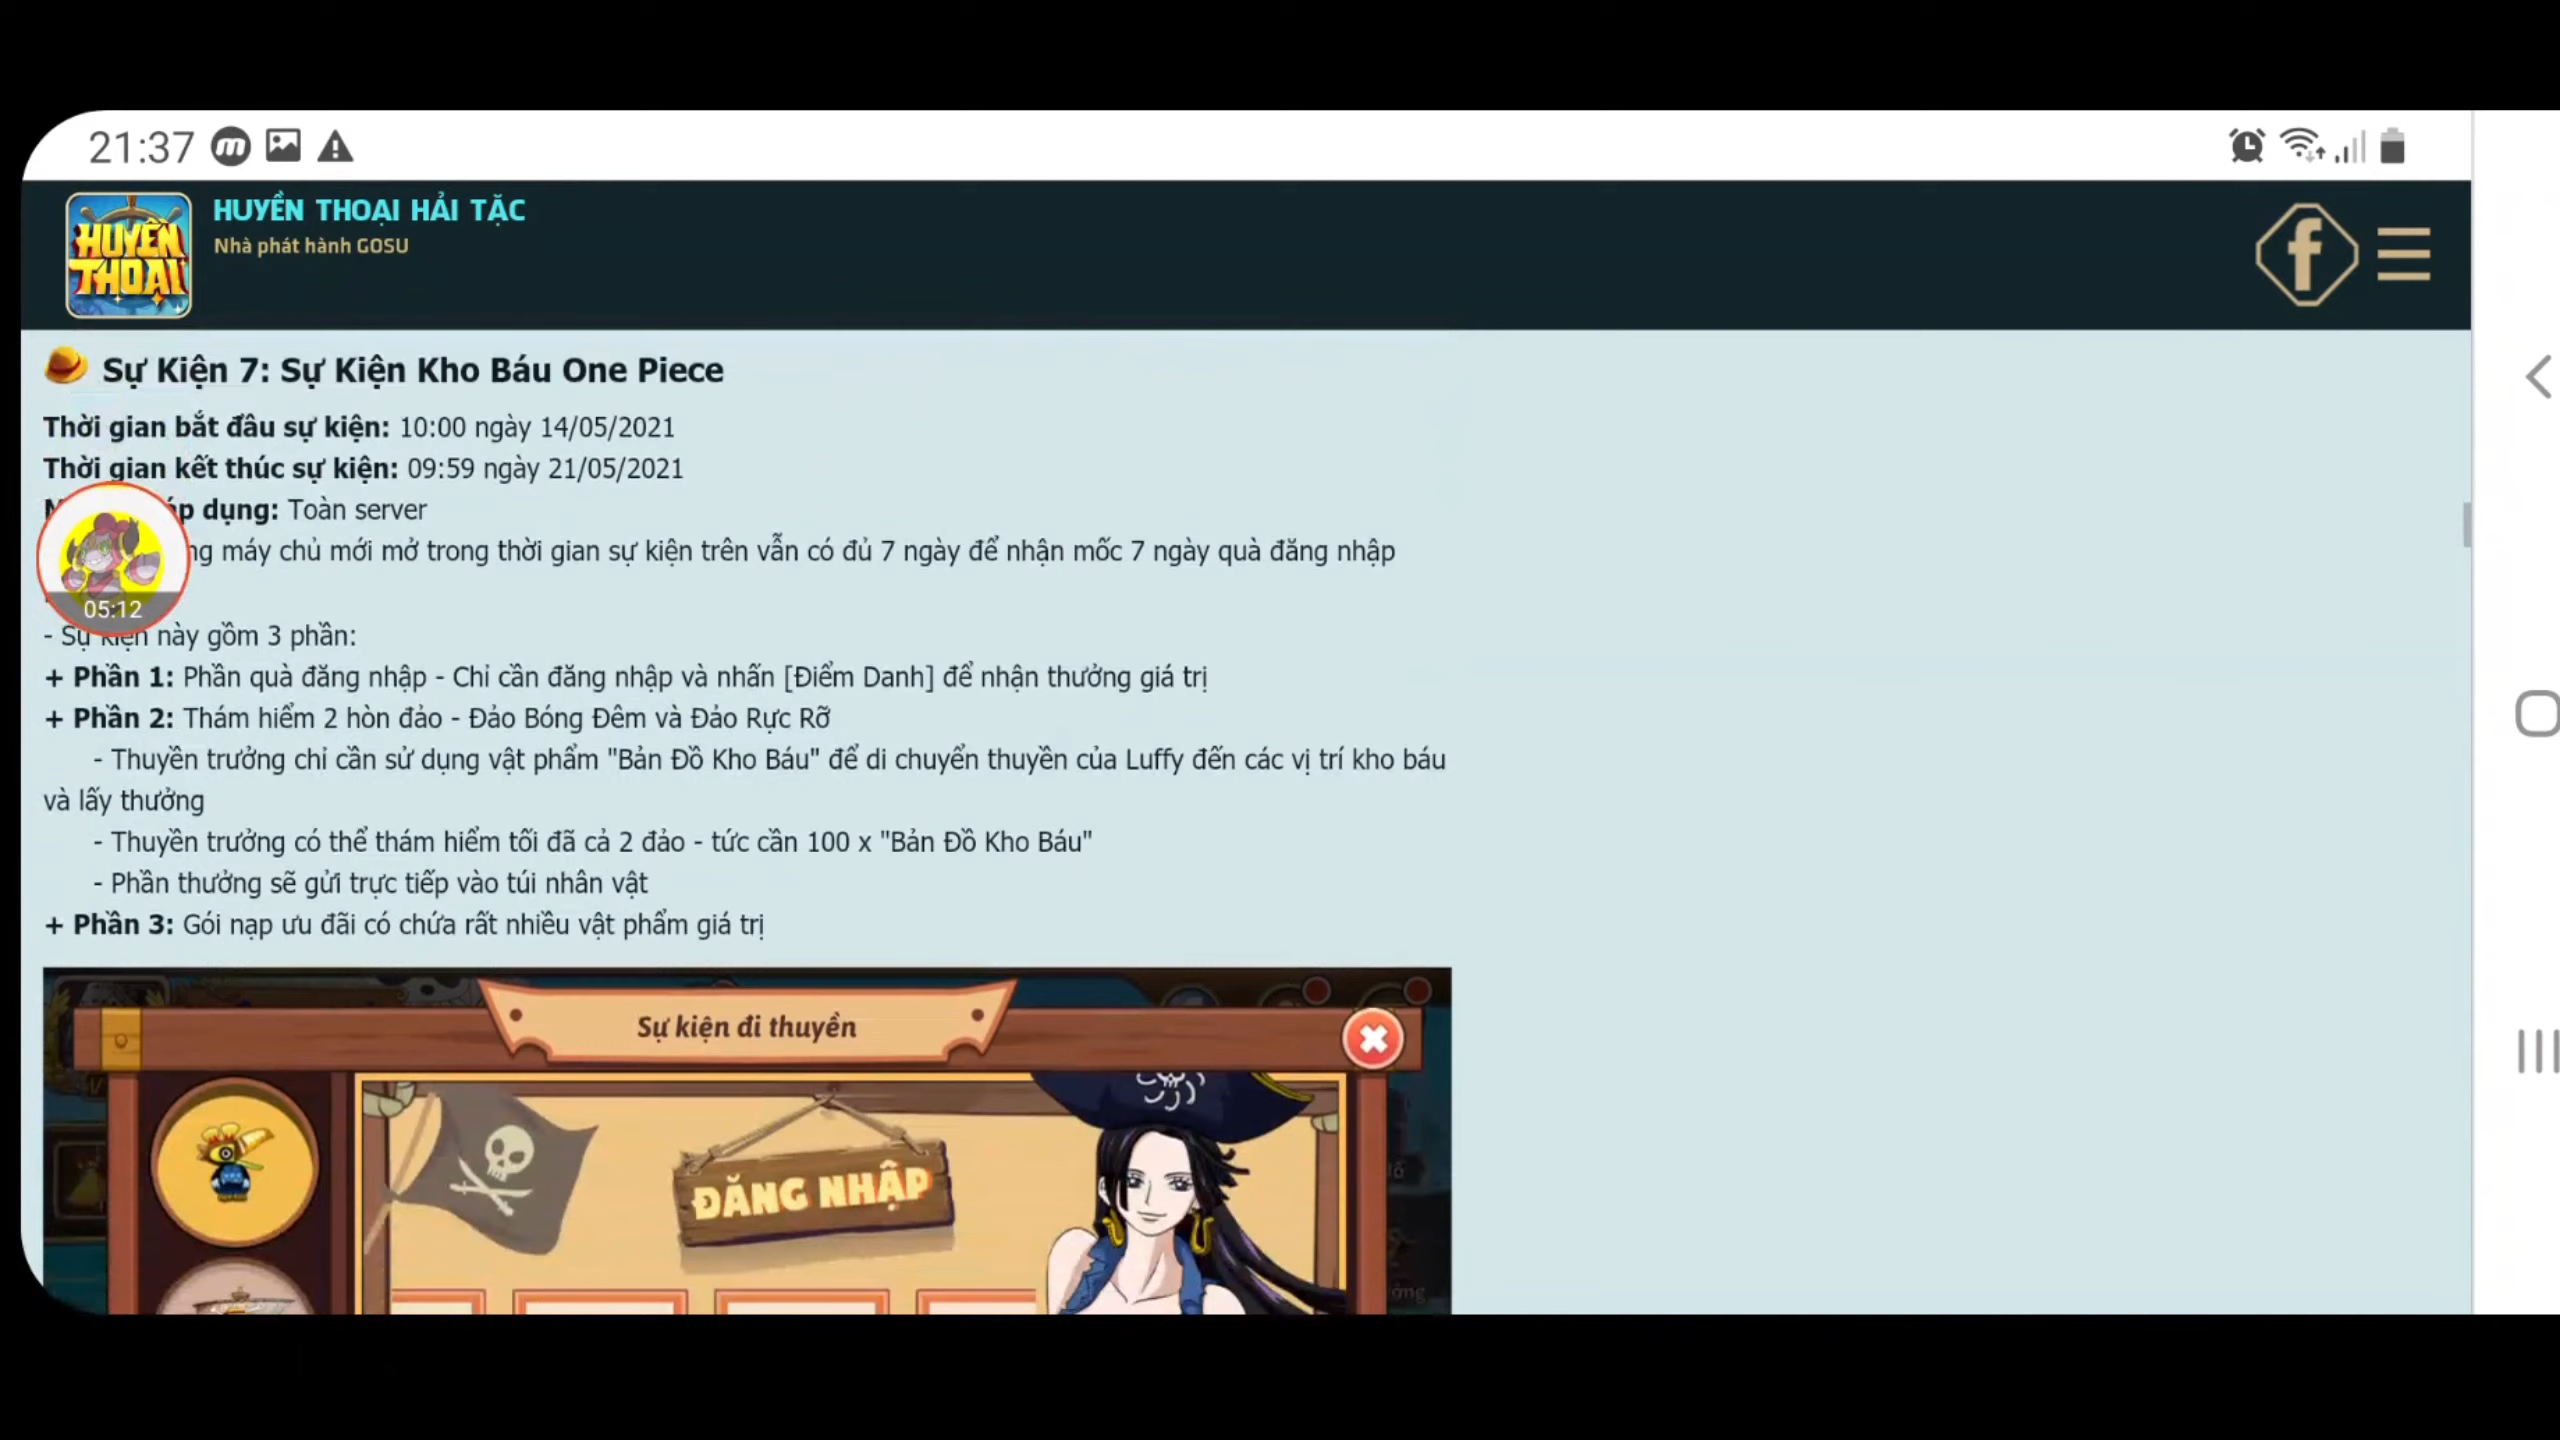 21:37
HUYỀN THOẠI
HUYỀN THOẠI HẢI TẶC
Nhà phát hành GOSU
Sự Kiện 7: Sự Kiện Kho Báu One Piece
Thời gian bắt đầu sự kiện: 10:00 ngày 14/05/2021
Thời gian kết thúc sự kiện: 09:59 ngày 21/05/2021
dụng: Toàn server
máy chủ mới mở trong thời gian sự kiện trên vẫn có đủ 7 ngày để nhận mốc 7 ngày quà đăng nhập
05:12
- Sự kiện này gồm 3 phần:
+ Phần 1: Phần quà đăng nhập - Chỉ cần đăng nhập và nhấn [Điểm Danh] để nhận thưởng giá trị
+ Phần 2: Thám hiểm 2 hòn đảo - Đảo Bóng Đêm và Đảo Rực Rỡ
- Thuyền trưởng chỉ cần sử dụng vật phẩm "Bản Đồ Kho Báu" để di chuyển thuyền của Luffy đến các vị trí kho báu
và lấy thưởng
- Thuyền trưởng có thể thám hiểm tối đã cả 2 đảo - tức cần 100 x "Bản Đồ Kho Báu"
- Phần thưởng sẽ gửi trực tiếp vào túi nhân vật
+ Phần 3: Gói nạp ưu đãi có chứa rất nhiều vật phẩm giá trị
Sự kiện đi thuyền
ĐĂNG NHẬP